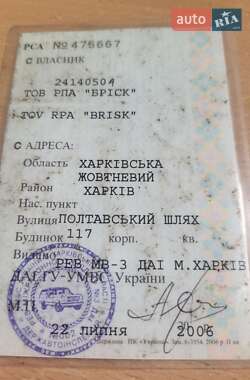 auto RIA .com
РСА № 476667
С ВЛАСНИК
24140504
ТОВ РПА "БРІСК"
TOV RPA "BRISK"
С АДРЕСА:
Область ХАРКІВСЬКА
ЖОВТНЕВИЙ
Район ХАРКІВ
Нас. пункт
Вулиця ПОЛТАВСЬКИЙ ШЛЯХ
Будинок 117 корп. кв.
Видано РЕВ МВ-3 ДАІ М.ХАРКІВ
ДАІ ГУ-УМВС України
М.П.
22 липня 2006 р.